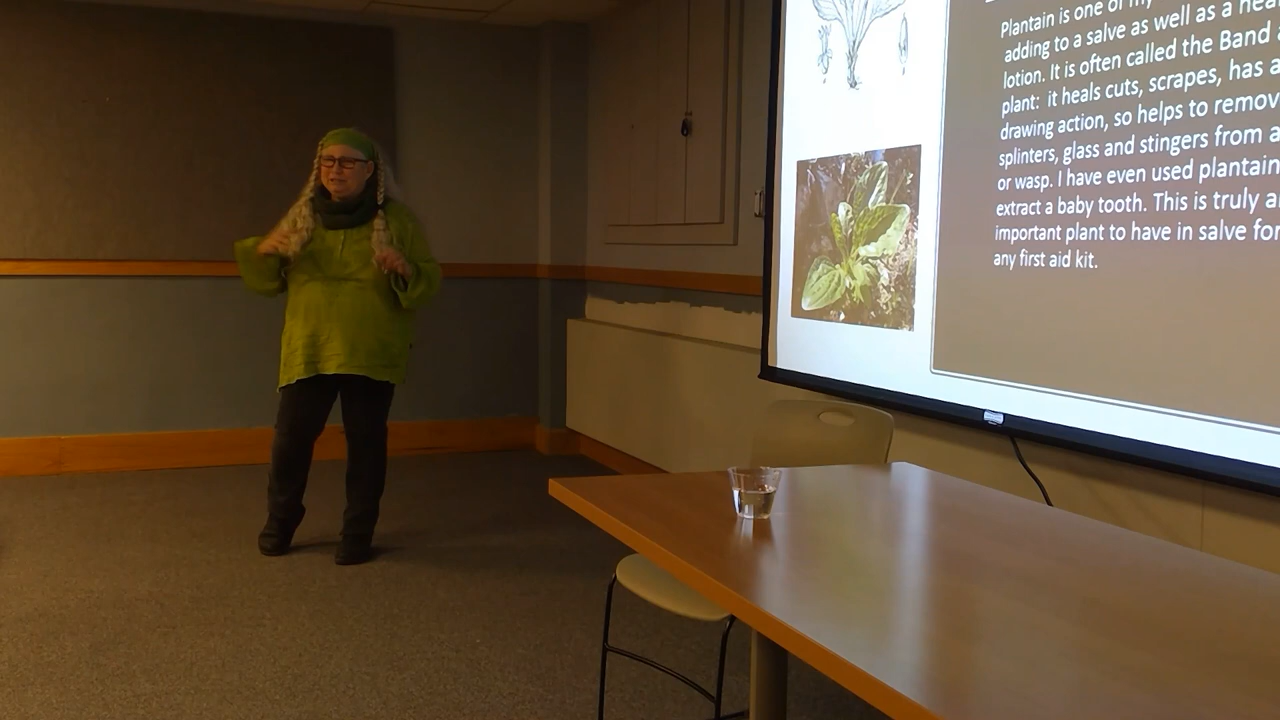 Plantain is one of my
adding to a salve as well as a
lotion. It is often called the Band
plant: it heals cuts, scrapes, has a
drawing action, so helps to remov
splinters, glass and stingers from a
or wasp. I have even used plantain
extract a baby tooth. This is truly a
important plant to have in salve for
any first aid kit.